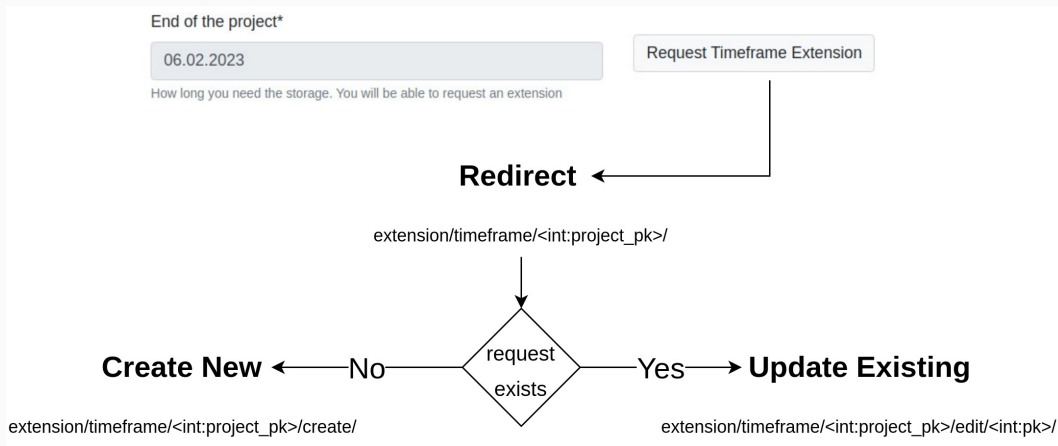 End of the project*
06.02.2023
Request Timeframe Extension
How long you need the storage. You will be able to request an extension
Redirect
extension/timeframe/<int:project_pk>/
request
exists
Create New
No
Yes
Update Existing
extension/timeframe/<int:project_pk>/create/
extension/timeframe/<int:project_pk>/edit/<int:pk>/